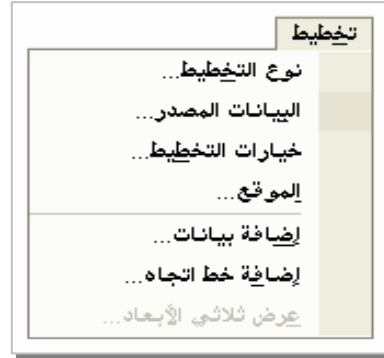 تخطيط
نوع التخطيط...
البيانات المصدر...
خيارات التخطيط...
الموقع...
إضافة بيانات...
إضافة خط اتجاه...
عرض ثلاثي الأبعاد...